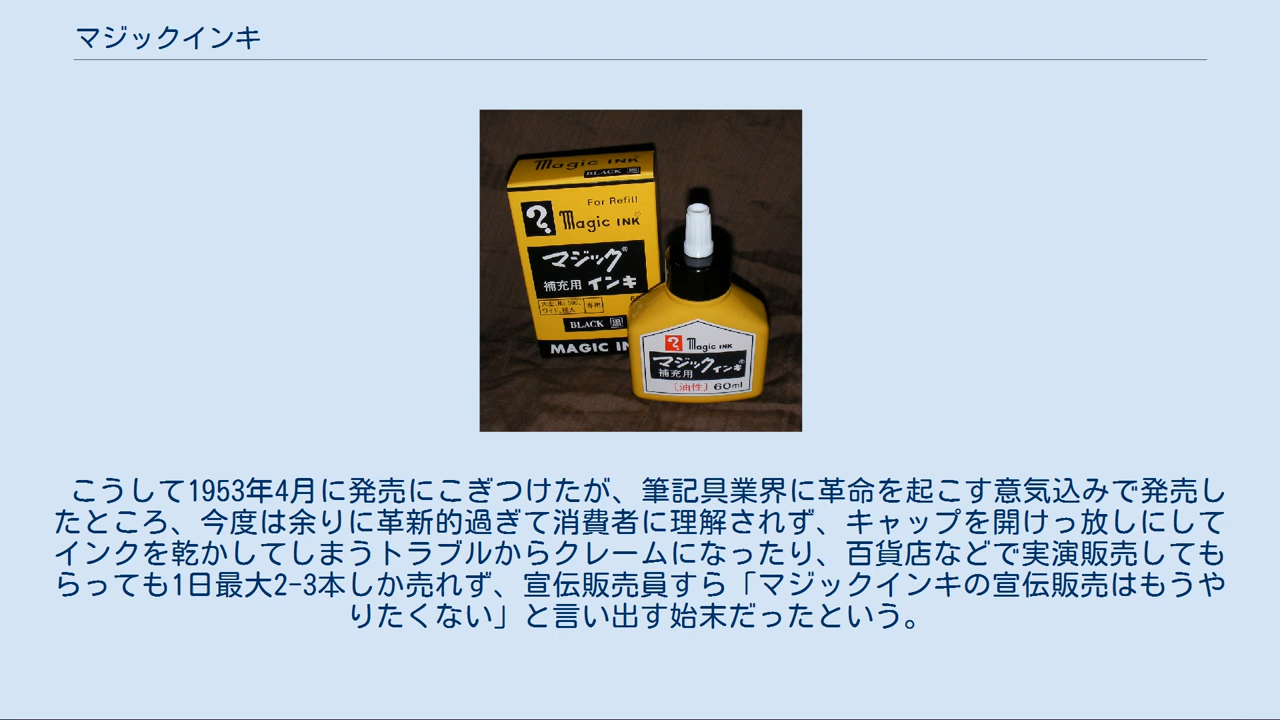 マジックインキ
magic INK
BLACK 黒
For Refill
?
magic INK
マジック®
補充用 インキ
専用
BLACK 黒
MAGIC IN
? magic INK
マジックインキ®
補充用
〔油性〕 60ml
こうして1953年4月に発売にこぎつけたが、筆記具業界に革命を起こす意気込みで発売し
たところ、今度は余りに革新的過ぎて消費者に理解されず、キャップを開けっ放しにして
インクを乾かしてしまうトラブルからクレームになったり、百貨店などで実演販売しても
らっても1日最大2-3本しか売れず、宣伝販売員すら「マジックインキの宣伝販売はもうや
りたくない」と言い出す始末だったという。